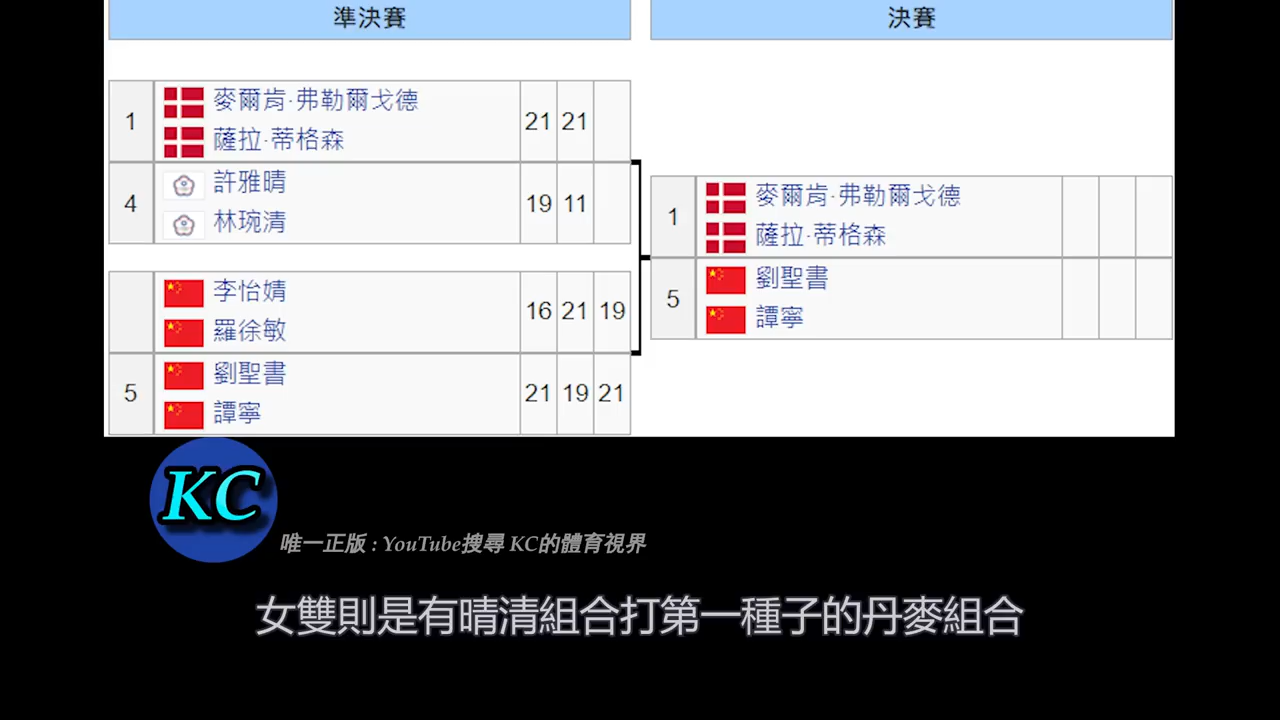 準決賽
決賽
1
麥爾肯·弗勒爾戈德
薩拉·蒂格森
21 21
4
許雅晴
林琬清
19 11
李怡婧
羅徐敏
16 21 19
5
劉聖書
譚寧
21 19 21
1
麥爾肯·弗勒爾戈德
薩拉·蒂格森
5
劉聖書
譚寧
KC
唯一正版 : YouTube搜尋 KC的體育視界
女雙則是有晴清組合打第一種子的丹麥組合